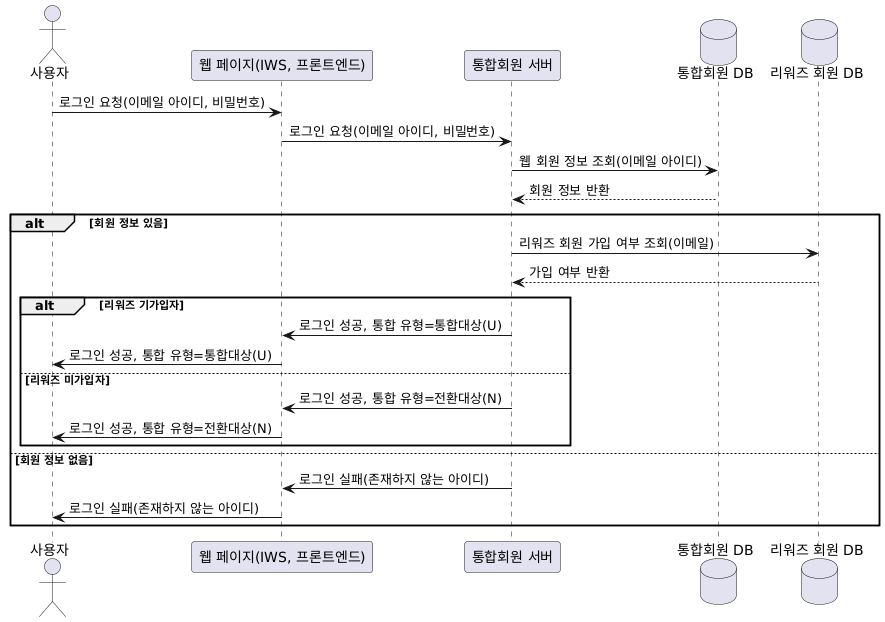 사용자
웹 페이지(IWS, 프론트엔드)
통합회원 서버
통합회원 DB
리워즈 회원 DB
로그인 요청(이메일 아이디, 비밀번호)
로그인 요청(이메일 아이디, 비밀번호)
웹 회원 정보 조회(이메일 아이디)
회원 정보 반환
alt
[회원 정보 있음]
리워즈 회원 가입 여부 조회(이메일)
가입 여부 반환
alt
[리워즈 기가입자]
로그인 성공, 통합 유형=통합대상(U)
로그인 성공, 통합 유형=통합대상(U)
[리워즈 미가입자]
로그인 성공, 통합 유형=전환대상(N)
로그인 성공, 통합 유형=전환대상(N)
[회원 정보 없음]
로그인 실패(존재하지 않는 아이디)
로그인 실패(존재하지 않는 아이디)
사용자
웹 페이지(IWS, 프론트엔드)
통합회원 서버
통합회원 DB
리워즈 회원 DB